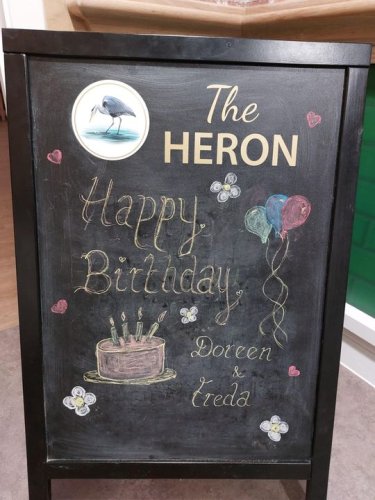 The
HERON
Happy
Birthday
Doreen
& Freda